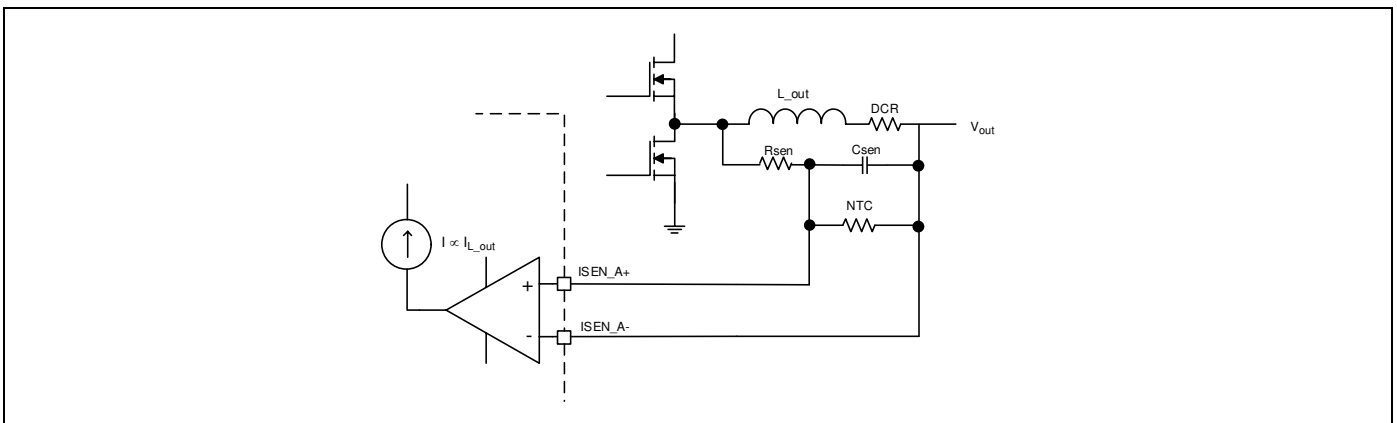 L_out
DCR
Vout
Rsen
Csen
NTC
I ∝ IL_out
ISEN_A+
+
ISEN_A-
-